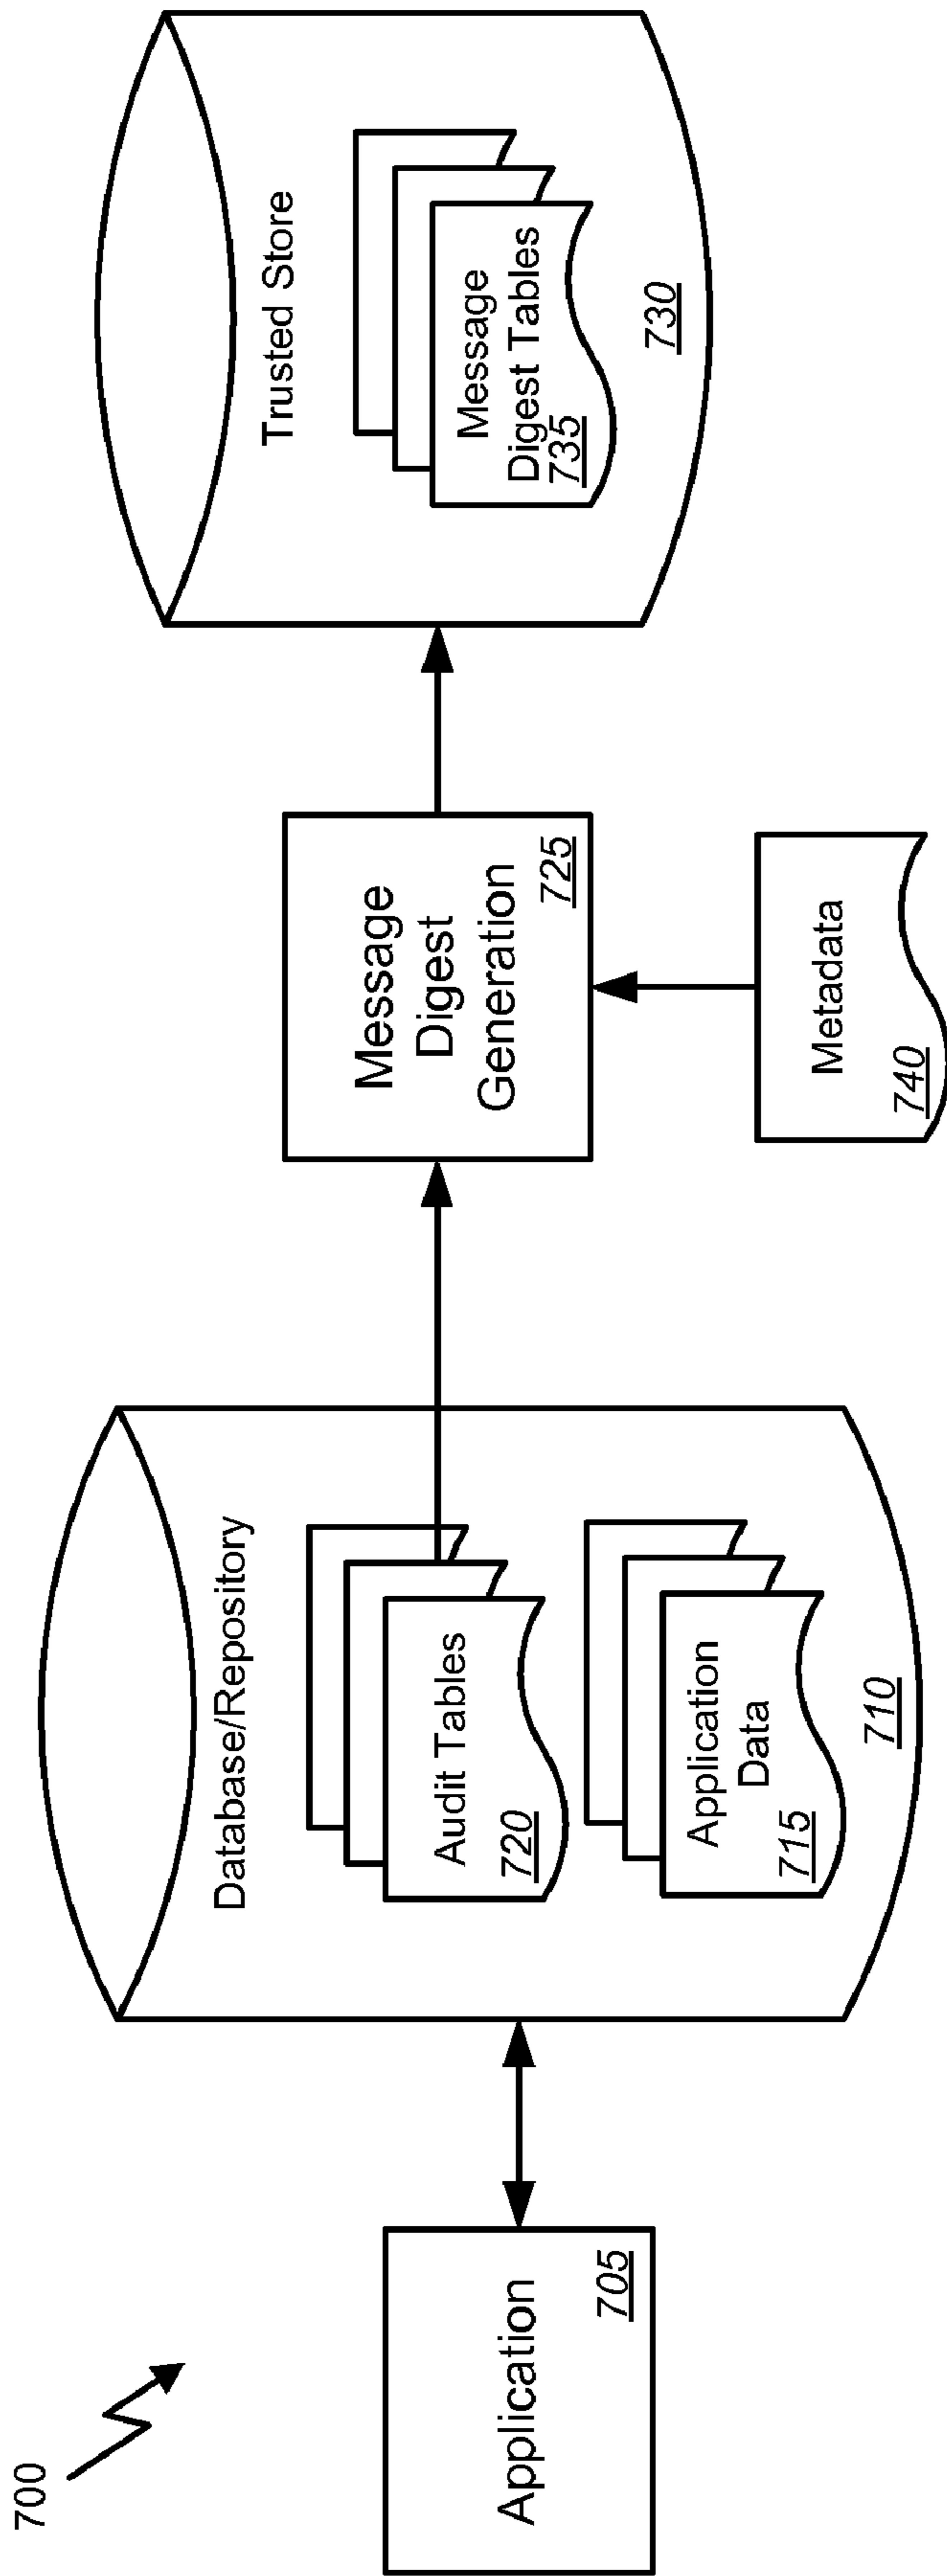 700
Application
705
Database/Repository
Audit Tables
720
Application
Data
715
710
Message
Digest
Generation
725
Metadata
740
Trusted Store
Message
Digest Tables
735
730